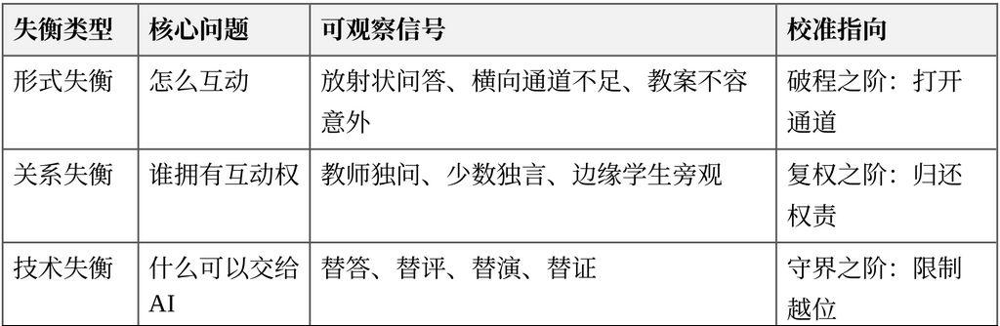 失衡类型 核心问题 可观察信号 校准指向
形式失衡 怎么互动 放射状问答、横向通道不足、教案不容 破程之阶：打开
意外 通道
关系失衡 谁拥有互动权 教师独问、少数独言、边缘学生旁观 复权之阶：归还
权责
技术失衡 什么可以交给 替答、替评、替演、替证 守界之阶：限制
AI 越位